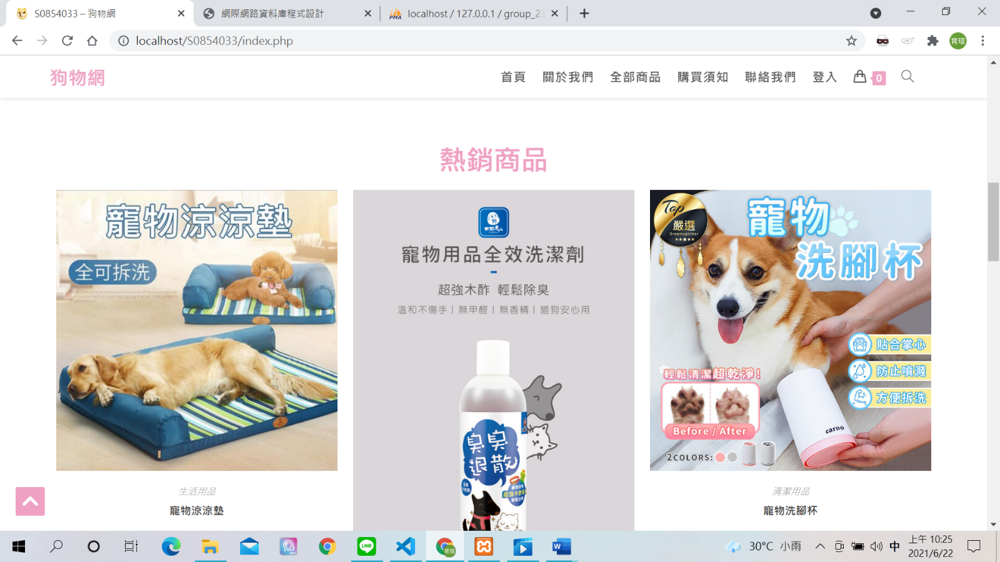 S0854033 – 狗物網
網際網路資料庫程式設計
localhost / 127.0.0.1 / group_23
localhost/S0854033/index.php
育瑄
狗物網
首頁 關於我們 全部商品 購買須知 聯絡我們 登入 0
熱銷商品
寵物涼涼墊
全可拆洗
寵物用品全效洗潔劑
超強木酢 輕鬆除臭
溫和不傷手 | 無甲醛 | 無香精 | 貓狗安心用
臭臭
退散
Top
嚴選
Dreamcatcher
寵物
洗腳杯
貼合掌心
防止噴濺
方便拆洗
輕鬆清潔超乾淨!
Before / After
carno
2COLORS:
生活用品
寵物涼涼墊
清潔用品
寵物洗腳杯
30°C 小雨
中
上午 10:25
2021/6/22